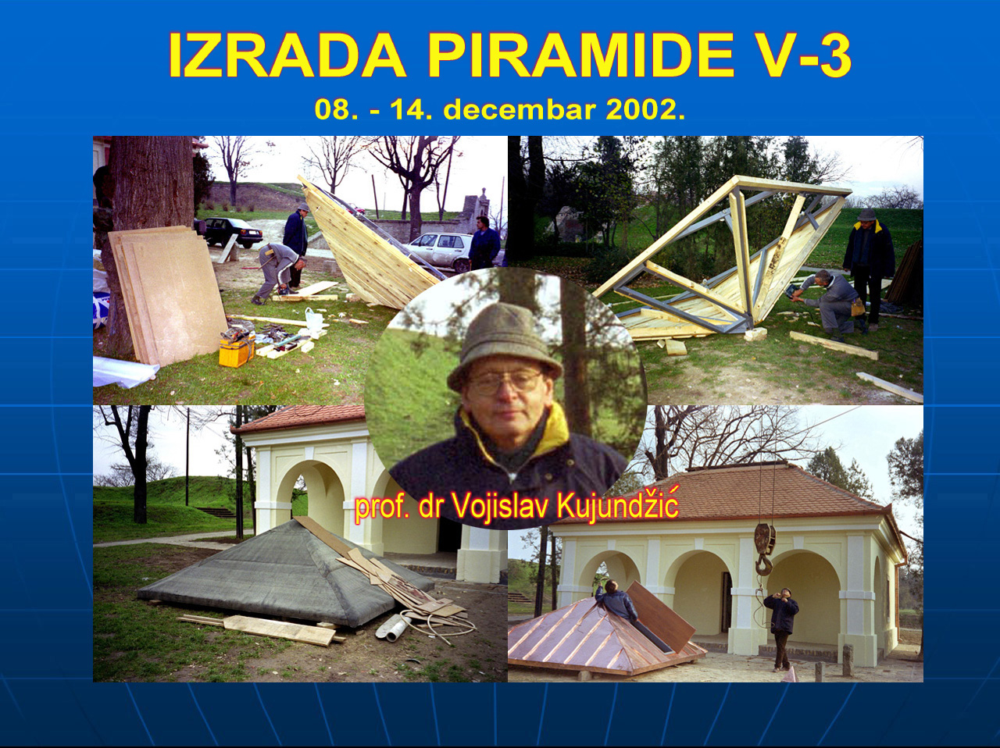 IZRADA PIRAMIDE V-3
08. - 14. decembar 2002.
prof. dr Vojislav Kujundžić